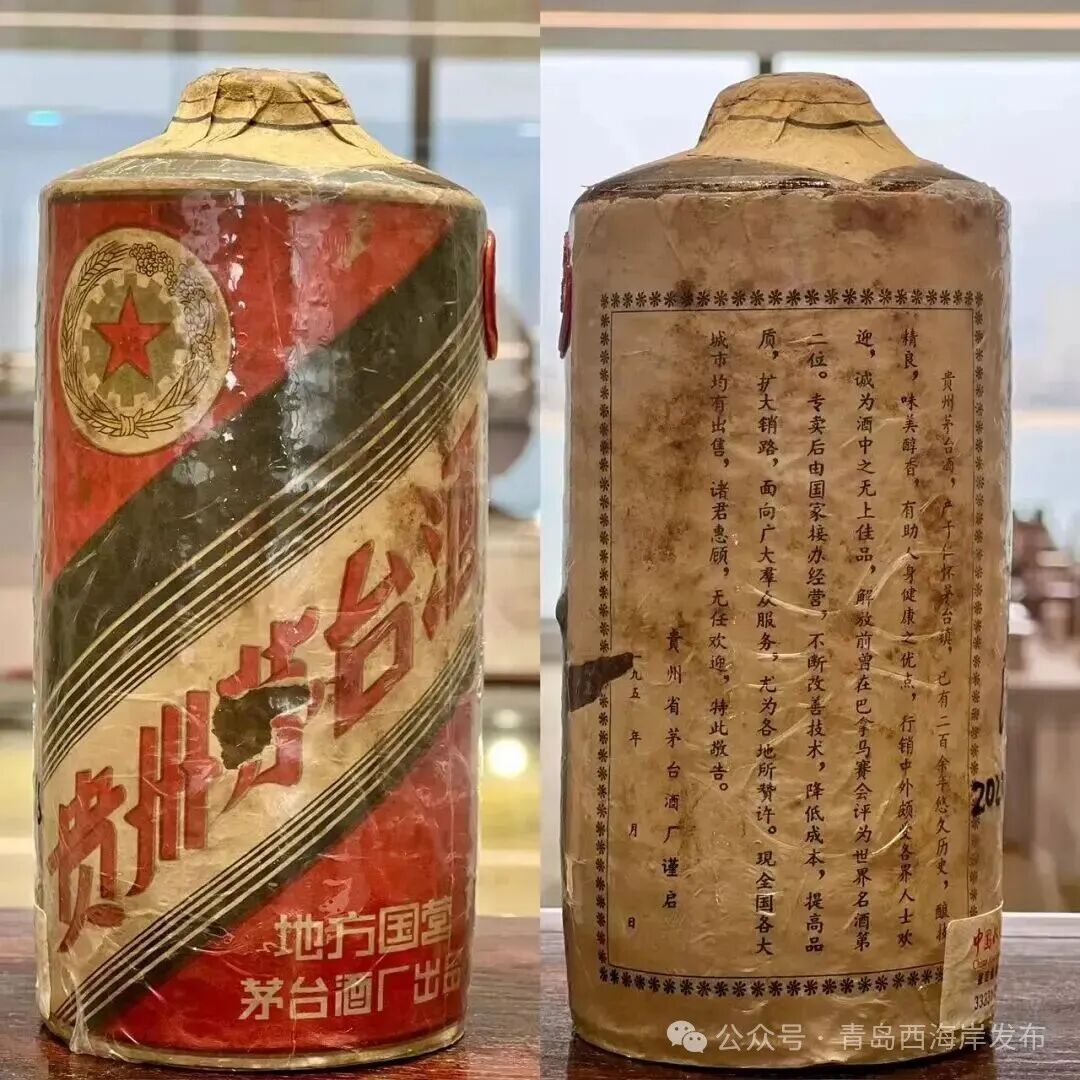 贵州茅台酒
地方国营
茅台酒厂出品
贵州茅台酒，产于仁怀茅台镇，已有二百余年悠久历史，酿技
精良，味美醇香，有助人身健康之优点，行销中外颇受各界人士欢
迎，诚为酒中之无上佳品，解放前曾在巴拿马赛会评为世界名酒第
二位。专卖后由国家接办经营，不断改善技术，降低成本，提高品
质，扩大销路，面向广大羣众服务，尤为各地所赞许。现全国各大
城市均有出售，诸君惠顾，无任欢迎，特此敬告。
貴州省茅台酒厂谨启
一九五 年 月 日
202
中国
3323
公众号 · 青岛西海岸发布